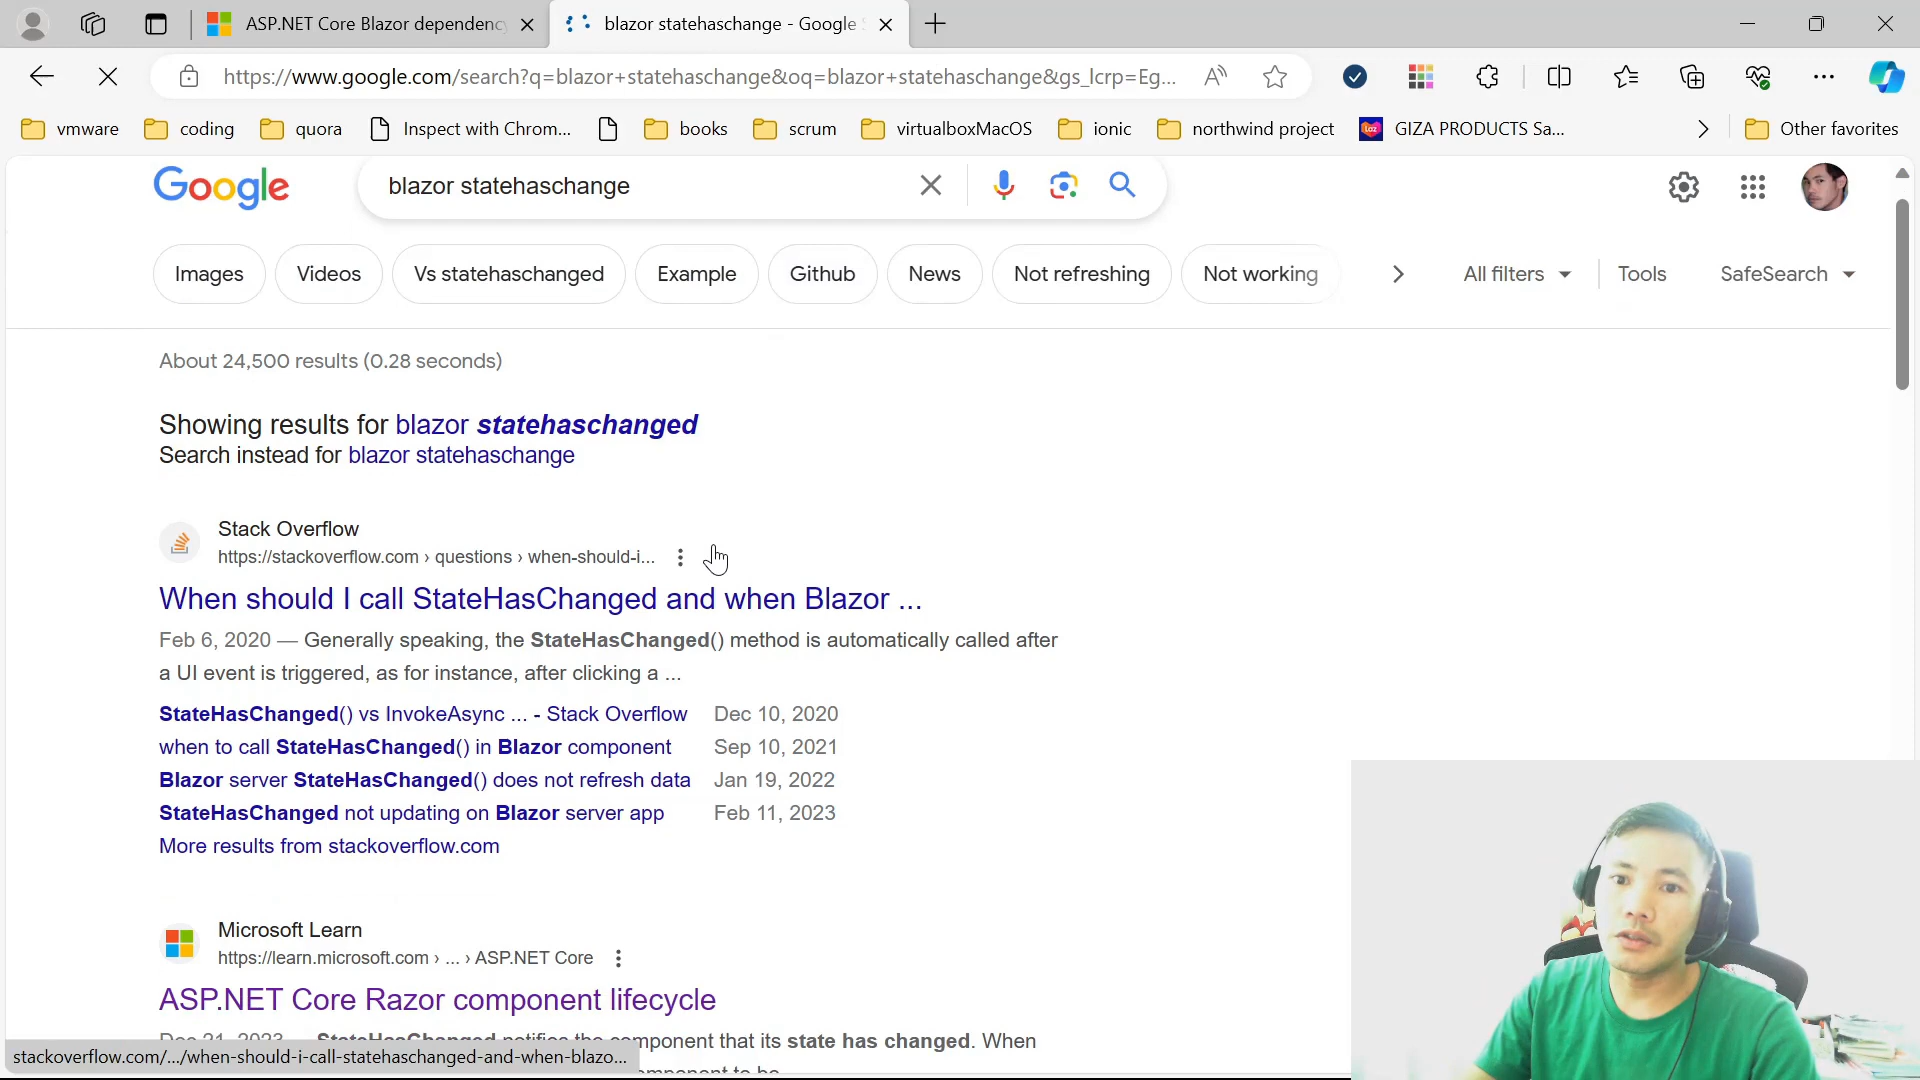 ASP.NET Core Blazor dependency
blazor statehaschange - Google S
https://www.google.com/search?q=blazor+statehaschange&oq=blazor+statehaschange&gs_lcrp=Eg...
vmware
coding
quora
Inspect with Chrom...
books
scrum
virtualboxMacOS
ionic
northwind project
GIZA PRODUCTS Sa...
Other favorites
Google
blazor statehaschange
Images
Videos
Vs statehaschanged
Example
Github
News
Not refreshing
Not working
All filters
Tools
SafeSearch
About 24,500 results (0.28 seconds)
Showing results for blazor statehaschanged
Search instead for blazor statehaschange
Stack Overflow
https://stackoverflow.com › questions › when-should-i...
When should I call StateHasChanged and when Blazor ...
Feb 6, 2020 — Generally speaking, the StateHasChanged() method is automatically called after
a UI event is triggered, as for instance, after clicking a ...
StateHasChanged() vs InvokeAsync ... - Stack Overflow Dec 10, 2020
when to call StateHasChanged() in Blazor component Sep 10, 2021
Blazor server StateHasChanged() does not refresh data Jan 19, 2022
StateHasChanged not updating on Blazor server app Feb 11, 2023
More results from stackoverflow.com
Microsoft Learn
https://learn.microsoft.com › ... › ASP.NET Core
ASP.NET Core Razor component lifecycle
component that its state has changed. When
stackoverflow.com/.../when-should-i-call-statehaschanged-and-when-blazo...